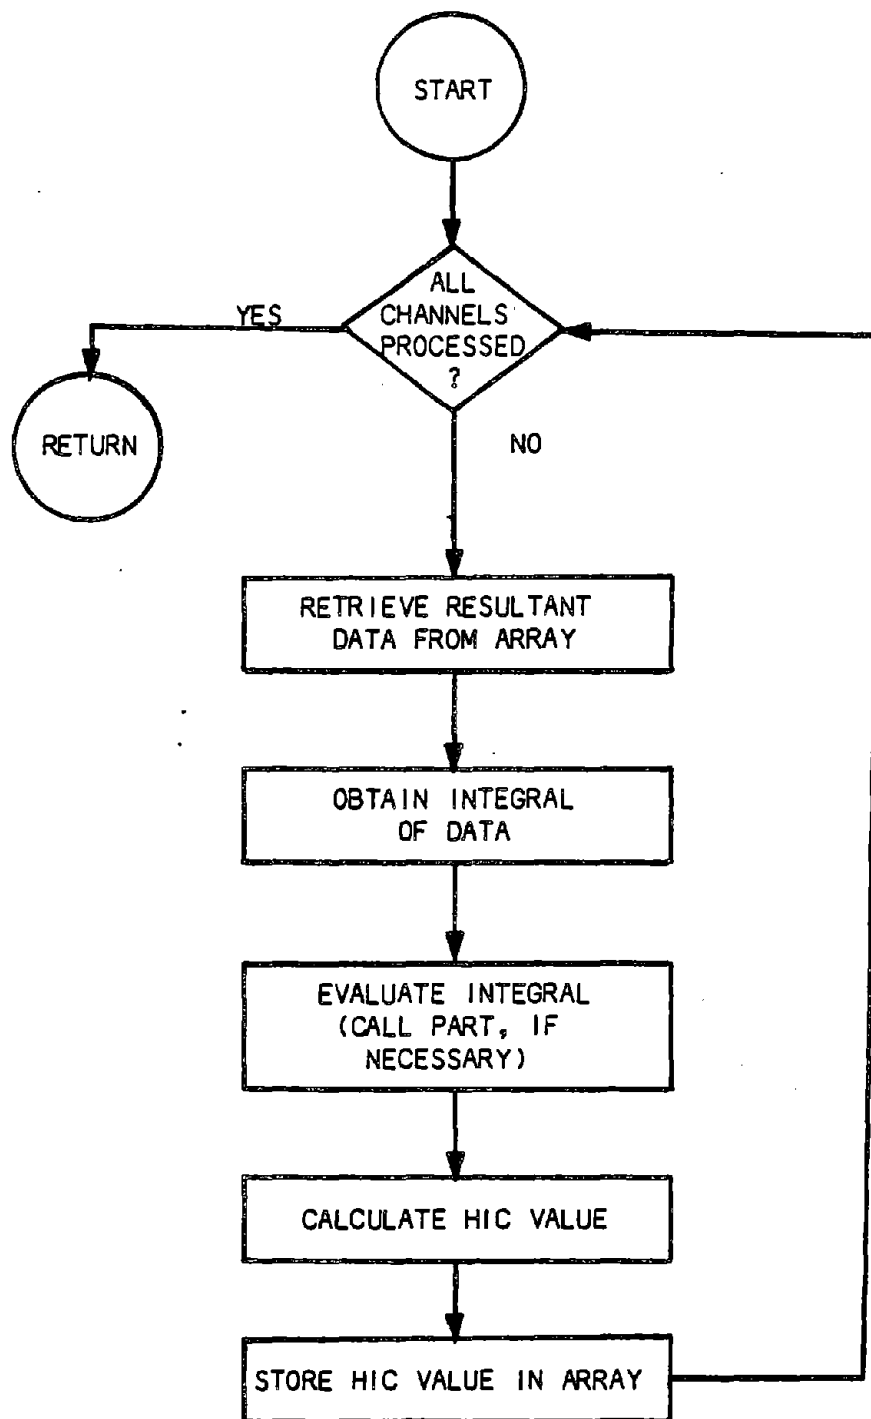 START
ALL
CHANNELS
PROCESSED
?
YES
RETURN
NO
RETRIEVE RESULTANT
DATA FROM ARRAY
OBTAIN INTEGRAL
OF DATA
EVALUATE INTEGRAL
(CALL PART, IF
NECESSARY)
CALCULATE HIC VALUE
STORE HIC VALUE IN ARRAY